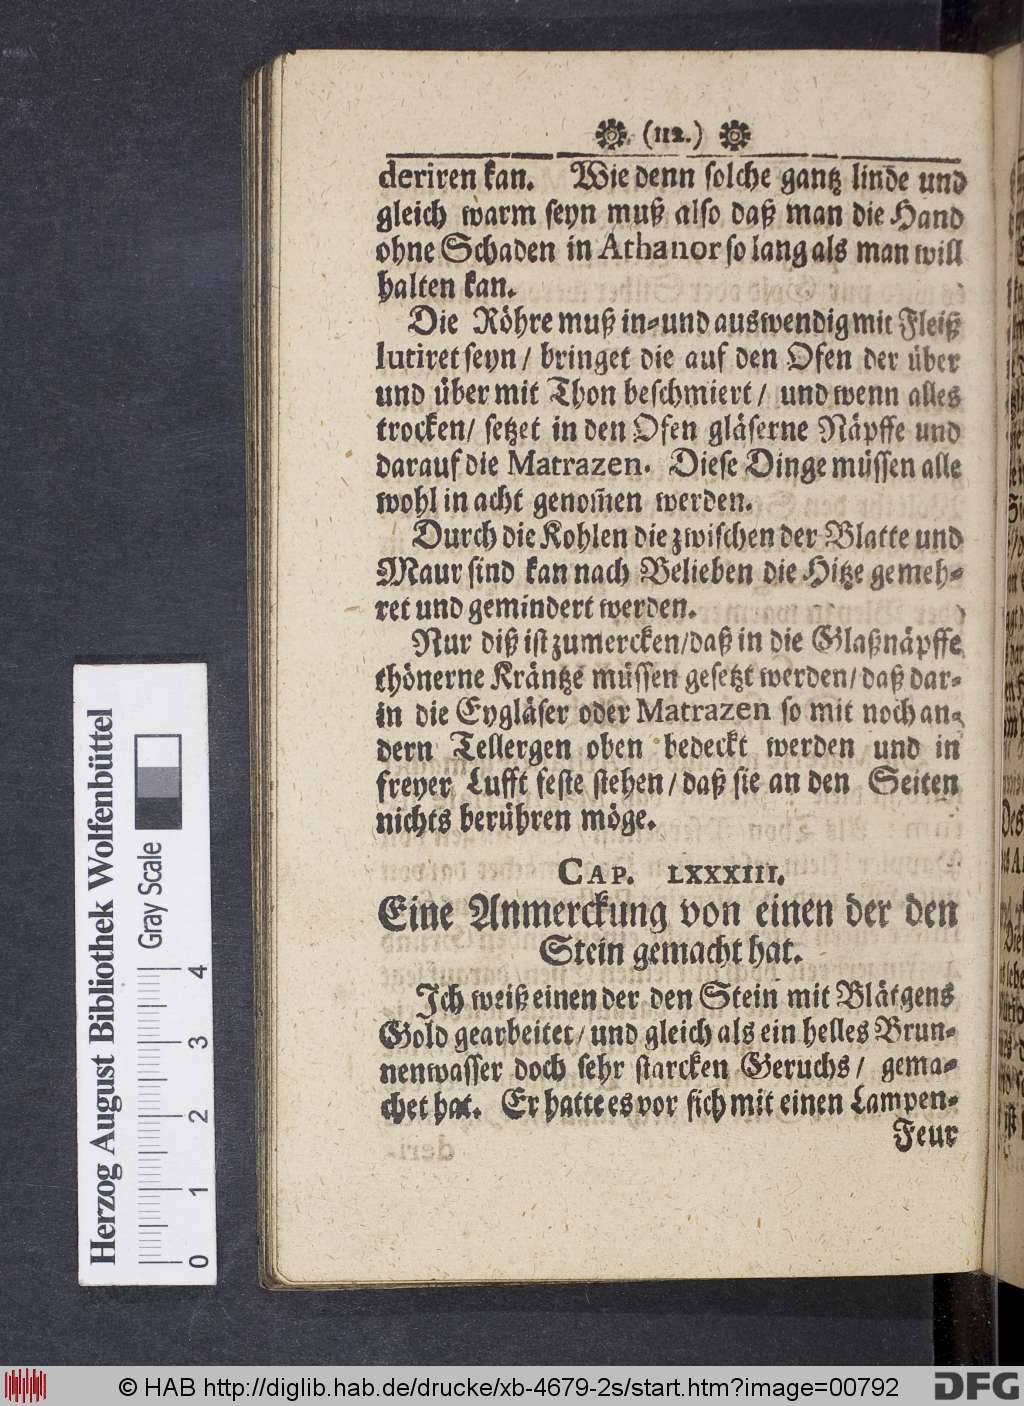 (112.)
deriren kan. Wie denn solche gantz linde und
gleich warm seyn muß also daß man die Hand
ohne Schaden in Athanor so lang als man will
halten kan.
Die Röhre muß in-und auswendig mit Fleiß
lutiret seyn/ bringet die auf den Ofen der über
und über mit Thon beschmiert/ und wenn alles
trocken/ setzet in den Ofen gläserne Näpffe und
darauf die Matrazen. Diese Dinge müssen alle
wohl in acht genom̃en werden.
Durch die Kohlen die zwischen der Blatte und
Maur sind kan nach Belieben die Hitze gemeh-
ret und gemindert werden.
Nur diß ist zumercken/daß in die Glaßnäpffe
thönerne Kräntze müssen gesetzt werden/ daß dar-
in die Eygläser oder Matrazen so mit noch an-
dern Tellergen oben bedeckt werden und in
freyer Lufft feste stehen/ daß sie an den Seiten
nichts berühren möge.
CAP. LXXXIII.
Eine Anmerckung von einen der den
Stein gemacht hat.
Ich weiß einen der den Stein mit Blätgens
Gold gearbeitet/ und gleich als ein helles Brun-
nenwasser doch sehr starcken Geruchs/ gema-
chet hat. Er hatte es vor sich mit einen Lampen-
Feur
Herzog August Bibliothek Wolfenbüttel
Gray Scale
0 1 2 3 4
© HAB http://diglib.hab.de/drucke/xb-4679-2s/start.htm?image=00792
DFG